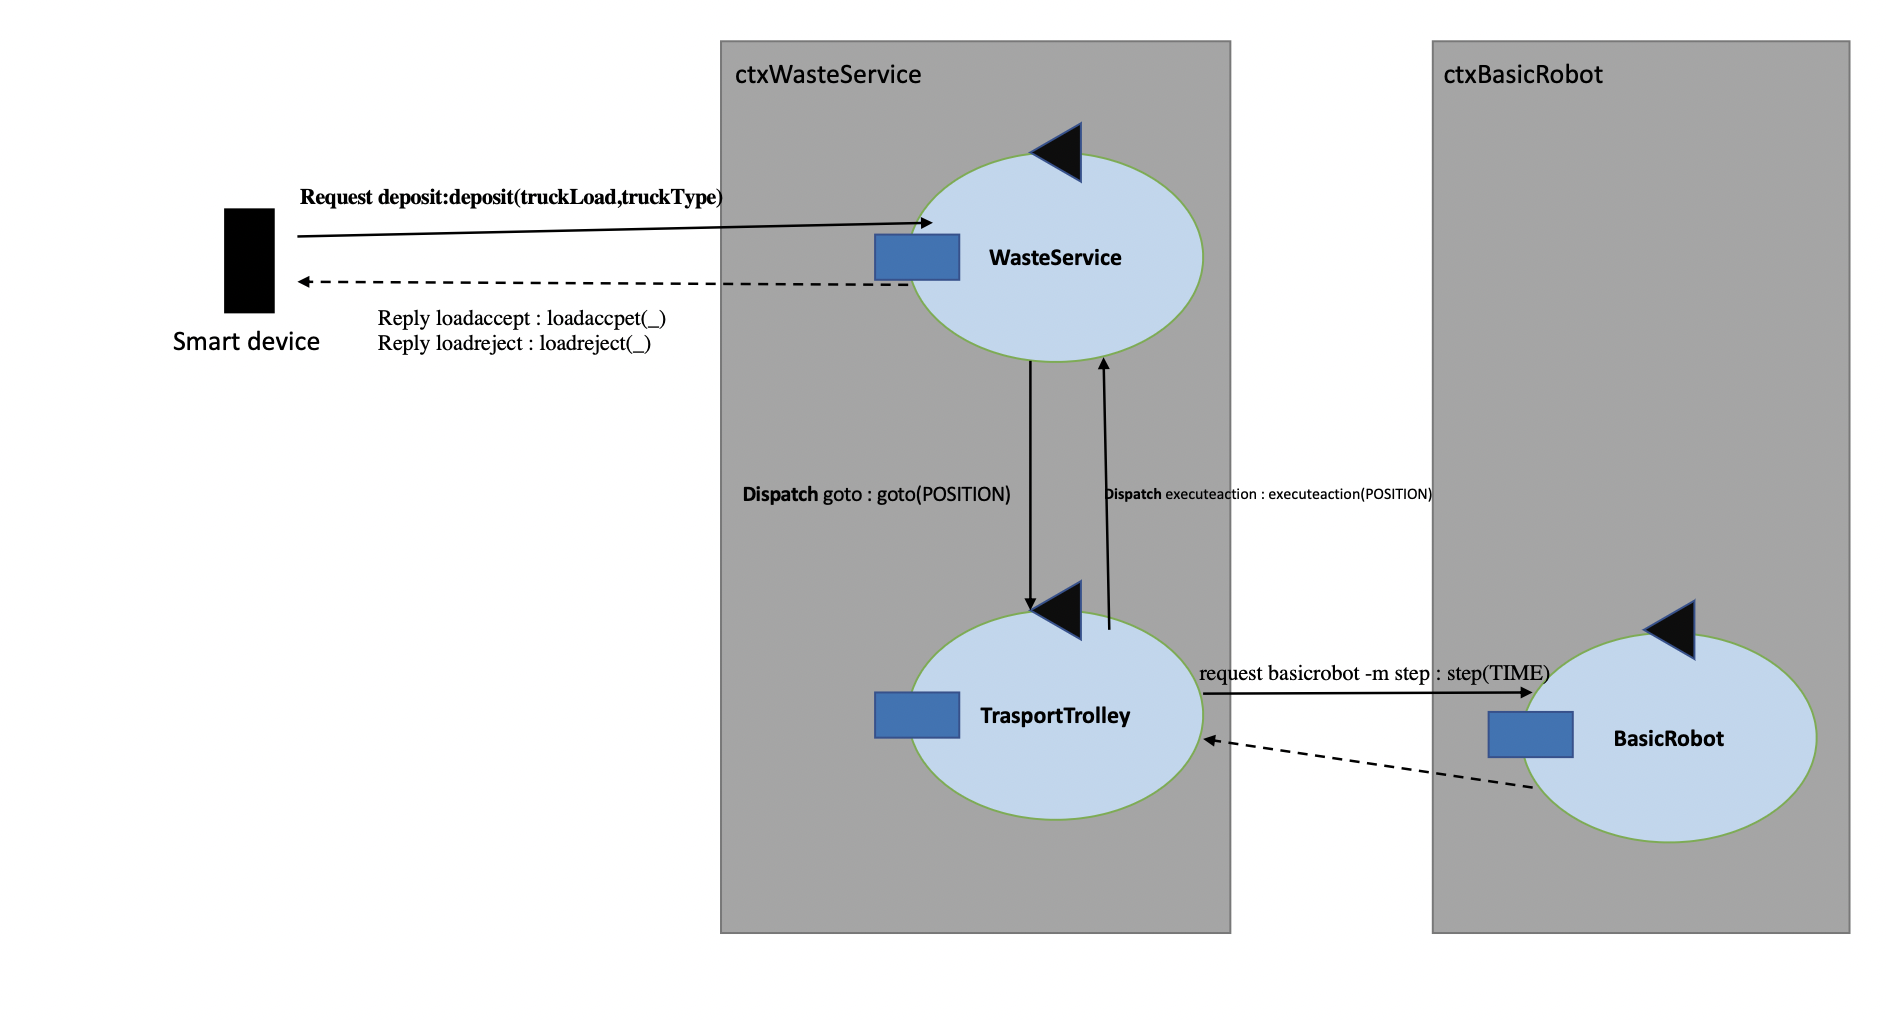 ctxWasteService
ctxBasicRobot
Request deposit:deposit(truckLoad,truckType)
WasteService
Reply loadaccept : loadaccpet(_)
Reply loadreject : loadreject(_)
Smart device
Dispatch goto : goto(POSITION)
Dispatch executeaction : executeaction(POSITION)
request basicrobot -m step : step(TIME)
TrasportTrolley
BasicRobot